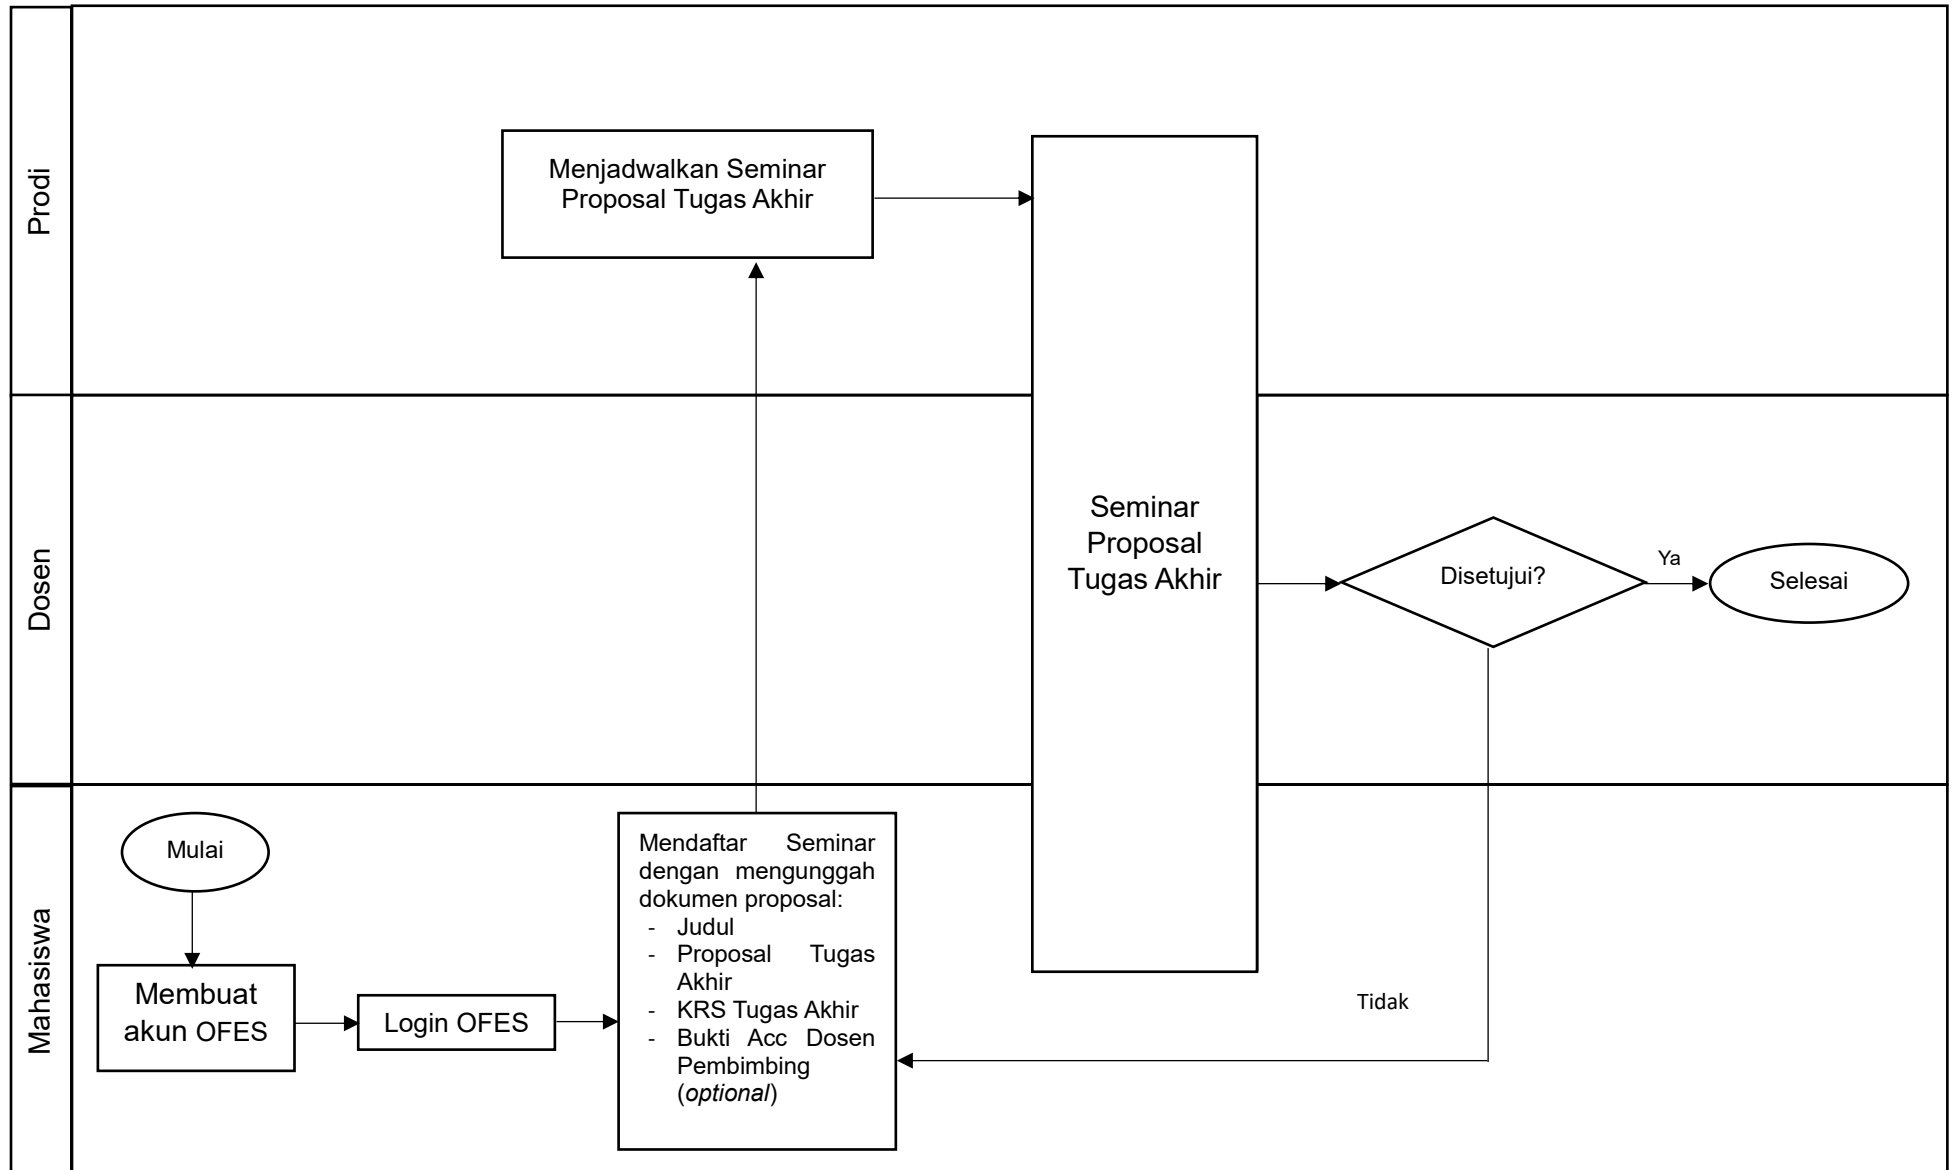 Prodi
Menjadwalkan Seminar
Proposal Tugas Akhir
Dosen
Seminar
Proposal
Tugas Akhir
Disetujui?
Ya
Selesai
Mahasiswa
Mulai
Membuat
akun OFES
Login OFES
Mendaftar Seminar
dengan mengunggah
dokumen proposal:
- Judul
- Proposal Tugas
Akhir
- KRS Tugas Akhir
- Bukti Acc Dosen
Pembimbing
(optional)
Tidak